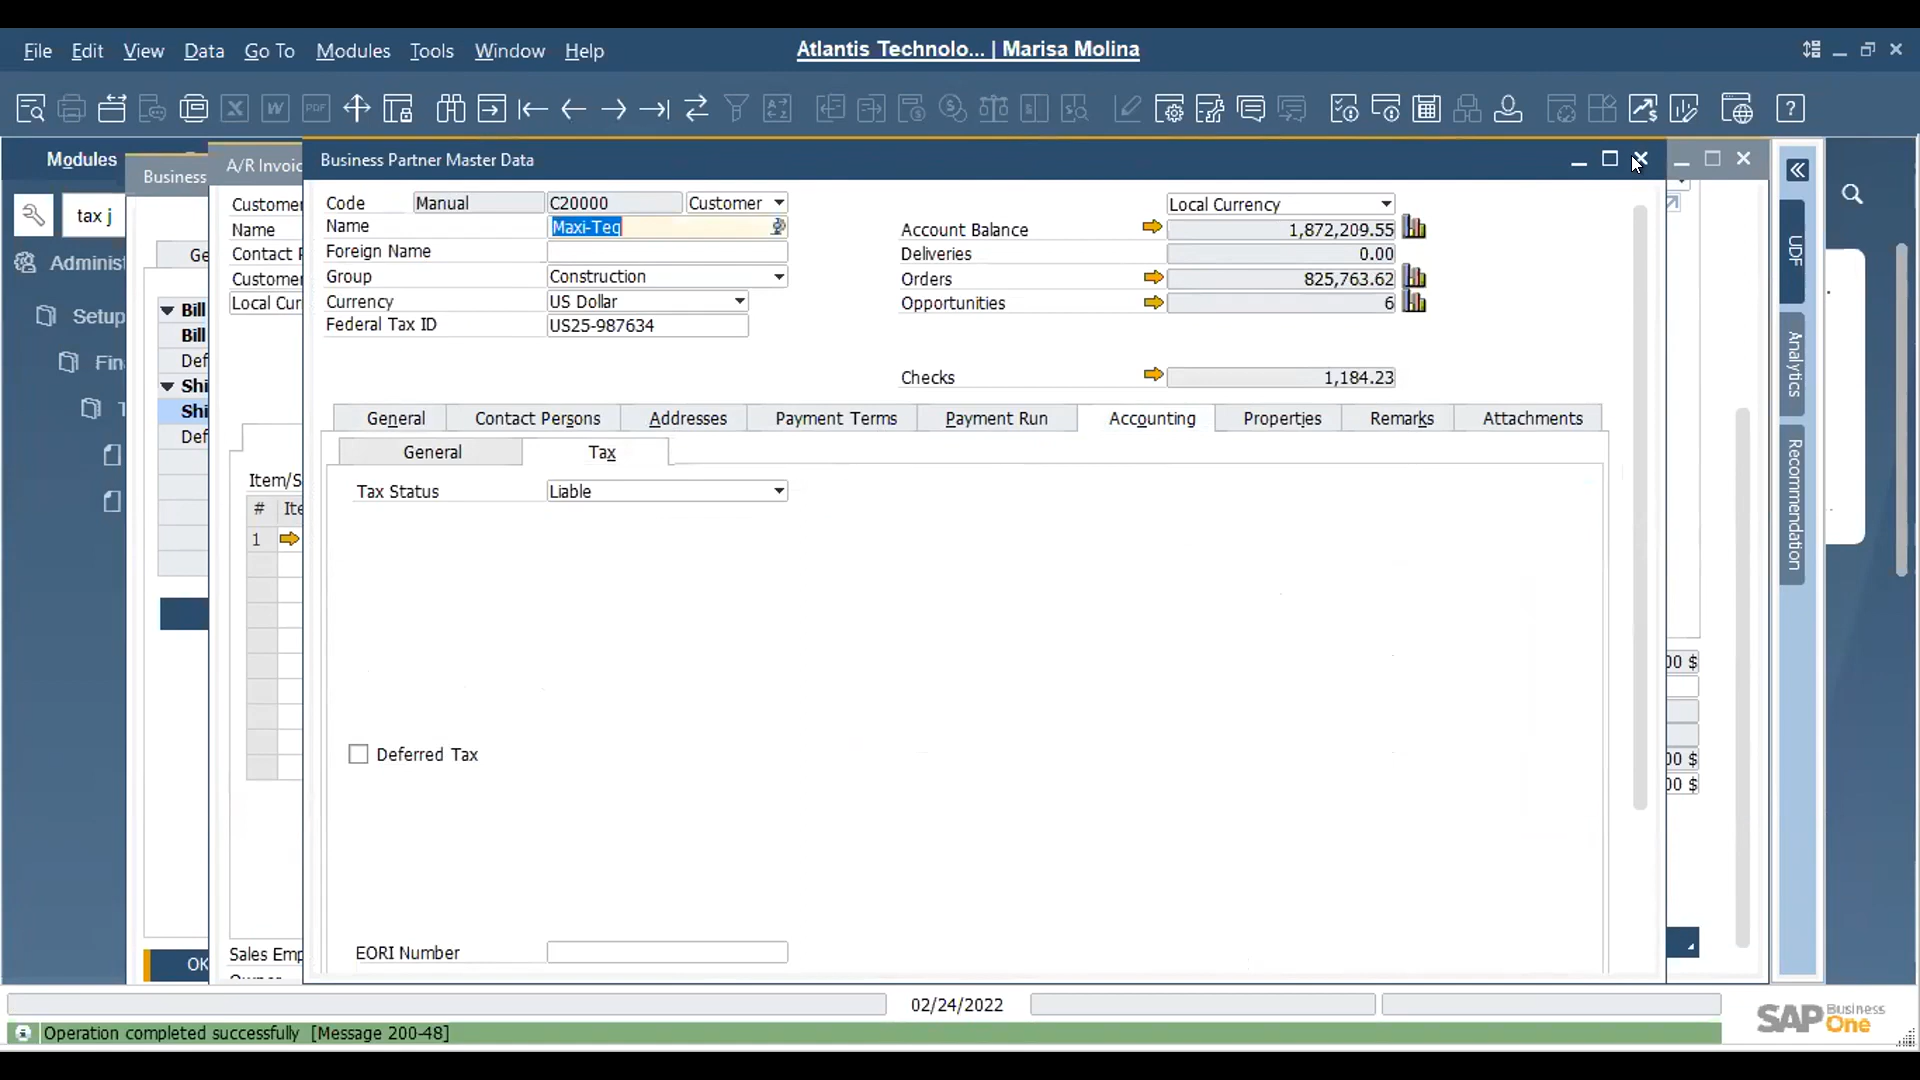 File Edit View Data Go To Modules Tools Window Help
Atlantis Technolo... | Marisa Molina
Modules
tax j
Administ
Setup
Fin
T
Business
Ge
Bill
Bill
Def
Shi
Shi
Def
OK
A/R Invoic
Customer
Name
Contact P
Customer
Local Curr
Item/S
# Ite
1
Sales Emp
Business Partner Master Data
Code Manual C20000 Customer
Name Maxi-Teq
Foreign Name
Group Construction
Currency US Dollar
Federal Tax ID US25-987634
Local Currency
Account Balance 1,872,209.55
Deliveries 0.00
Orders 825,763.62
Opportunities 6
Checks 1,184.23
General Contact Persons Addresses Payment Terms Payment Run Accounting Properties Remarks Attachments
General Tax
Tax Status Liable
Deferred Tax
EORI Number
00 $
00 $
00 $
UDF
Analytics
Recommendation
02/24/2022
Operation completed successfully [Message 200-48]
SAP Business One